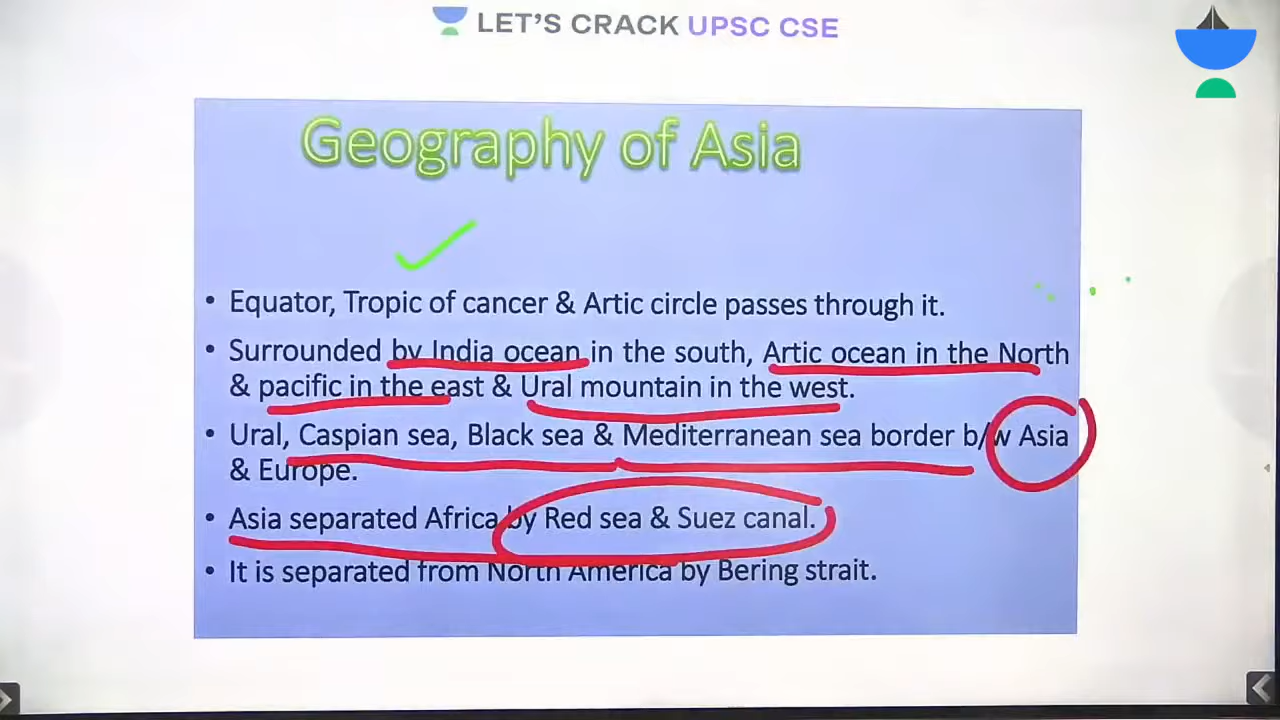 LET'S CRACK UPSC CSE
Geography of Asia
• Equator, Tropic of cancer & Artic circle passes through it.
• Surrounded by India ocean in the south, Artic ocean in the North
& pacific in the east & Ural mountain in the west.
• Ural, Caspian sea, Black sea & Mediterranean sea border b/w Asia
& Europe.
• Asia separated Africa by Red sea & Suez canal.
• It is separated from North America by Bering strait.